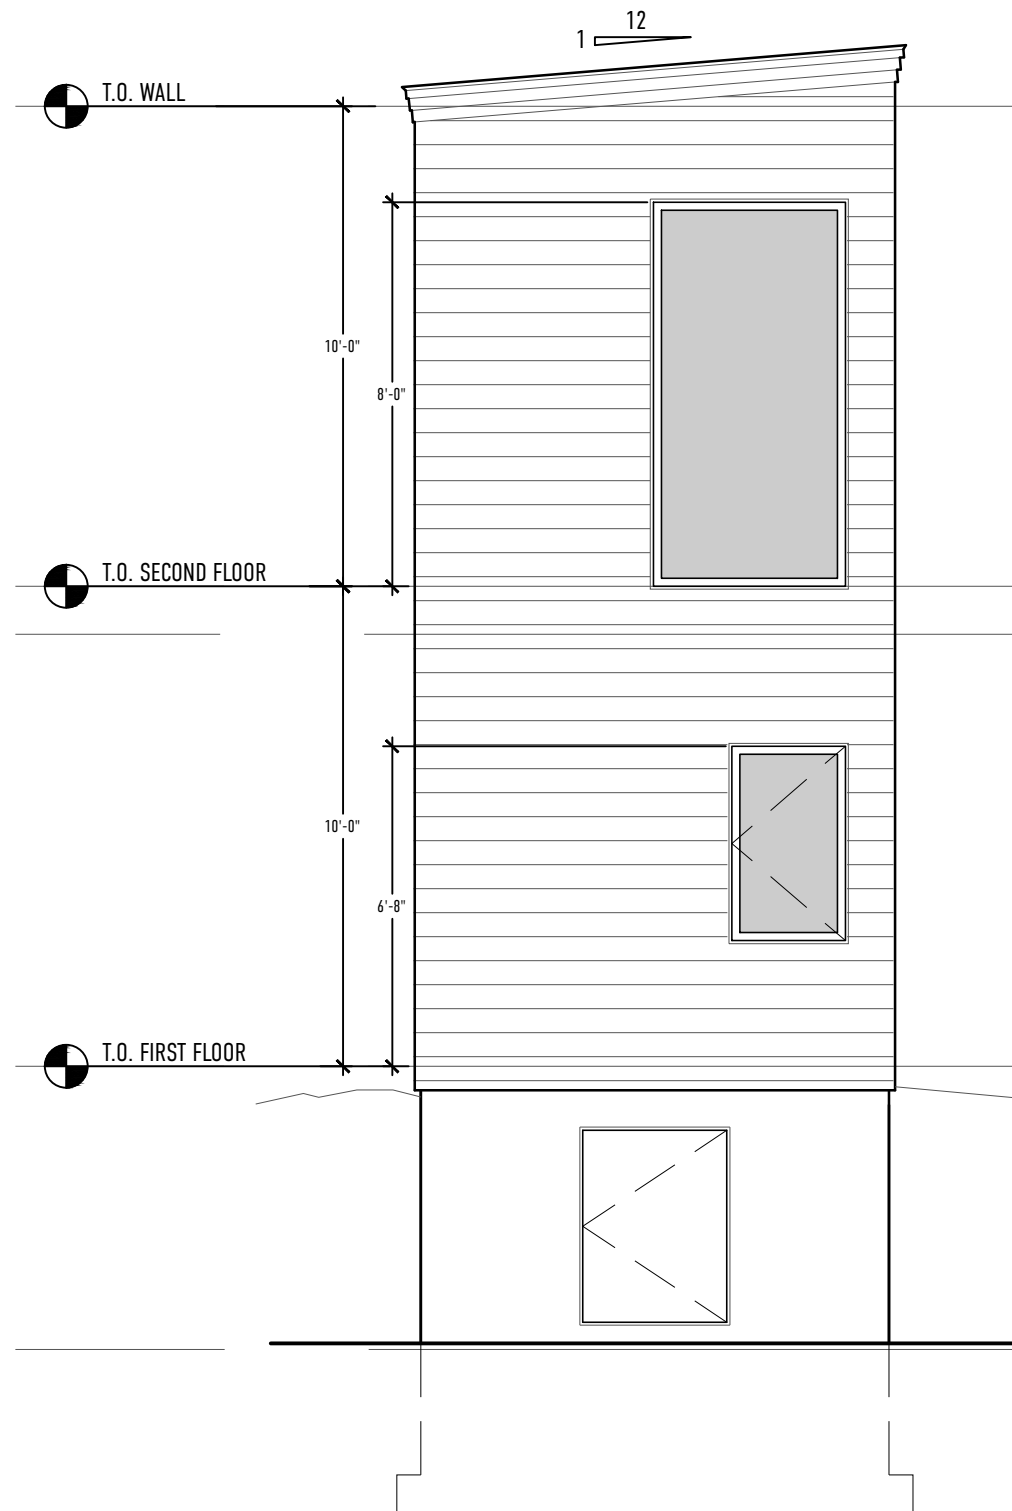 12
1
T.O. WALL
10'-0"
8'-0"
T.O. SECOND FLOOR
10'-0"
6'-8"
T.O. FIRST FLOOR